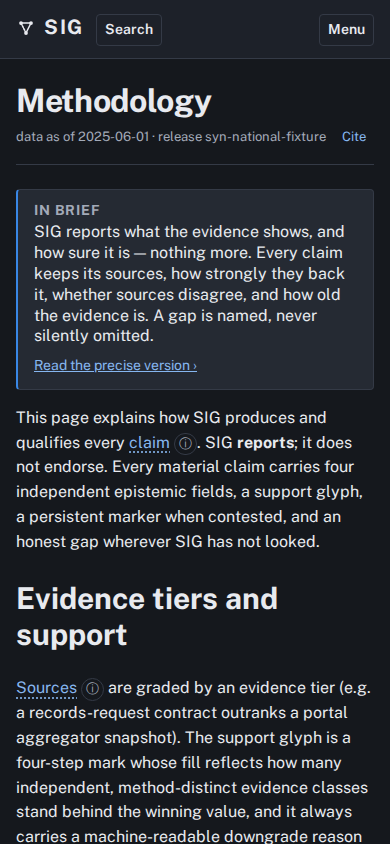 SIG
Search
Menu
Methodology
data as of 2025-06-01 · release syn-national-fixture
Cite
IN BRIEF
SIG reports what the evidence shows, and
how sure it is — nothing more. Every claim
keeps its sources, how strongly they back
it, whether sources disagree, and how old
the evidence is. A gap is named, never
silently omitted.
Read the precise version ›
This page explains how SIG produces and
qualifies every claim ⓘ. SIG reports; it does
not endorse. Every material claim carries four
independent epistemic fields, a support glyph,
a persistent marker when contested, and an
honest gap wherever SIG has not looked.
Evidence tiers and
support
Sources ⓘ are graded by an evidence tier (e.g.
a records-request contract outranks a portal
aggregator snapshot). The support glyph is a
four-step mark whose fill reflects how many
independent, method-distinct evidence classes
stand behind the winning value, and it always
carries a machine-readable downgrade reason